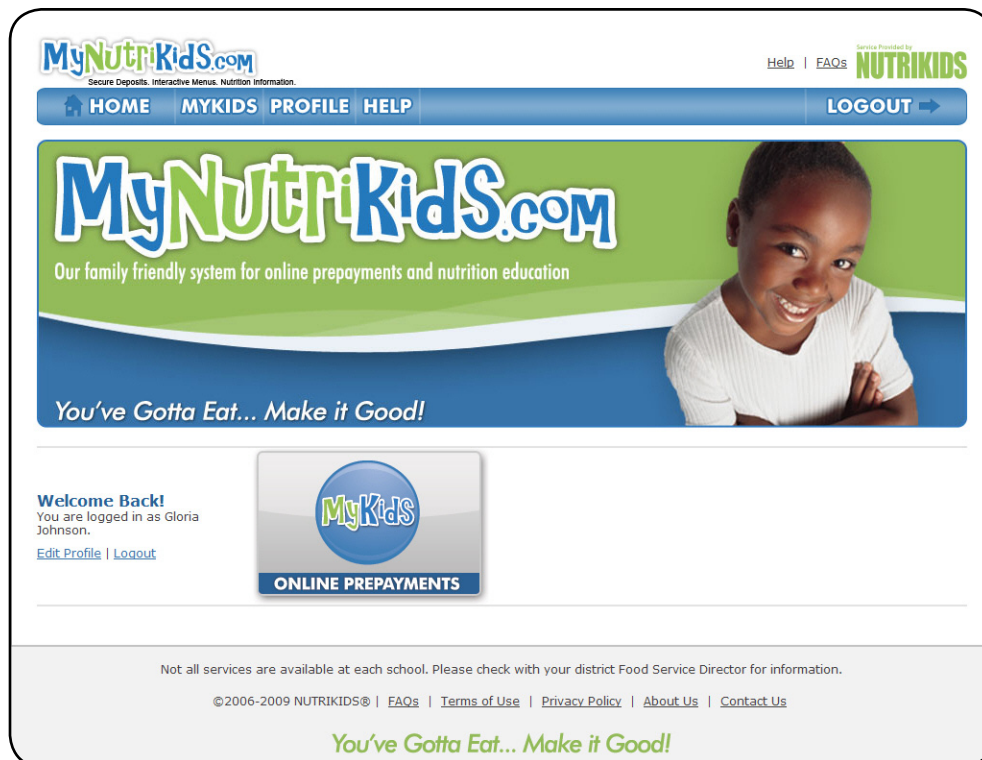 MyNutriKids.com
Secure Deposits. Interactive Menus. Nutrition Information.
Help | FAQs
Service Provided by
NUTRIKIDS
HOME MYKIDS PROFILE HELP LOGOUT
MyNutriKids.com
Our family friendly system for online prepayments and nutrition education
You've Gotta Eat... Make it Good!
Welcome Back!
You are logged in as Gloria
Johnson.
Edit Profile | Logout
MyKids
ONLINE PREPAYMENTS
Not all services are available at each school. Please check with your district Food Service Director for information.
©2006-2009 NUTRIKIDS® | FAQs | Terms of Use | Privacy Policy | About Us | Contact Us
You've Gotta Eat... Make it Good!